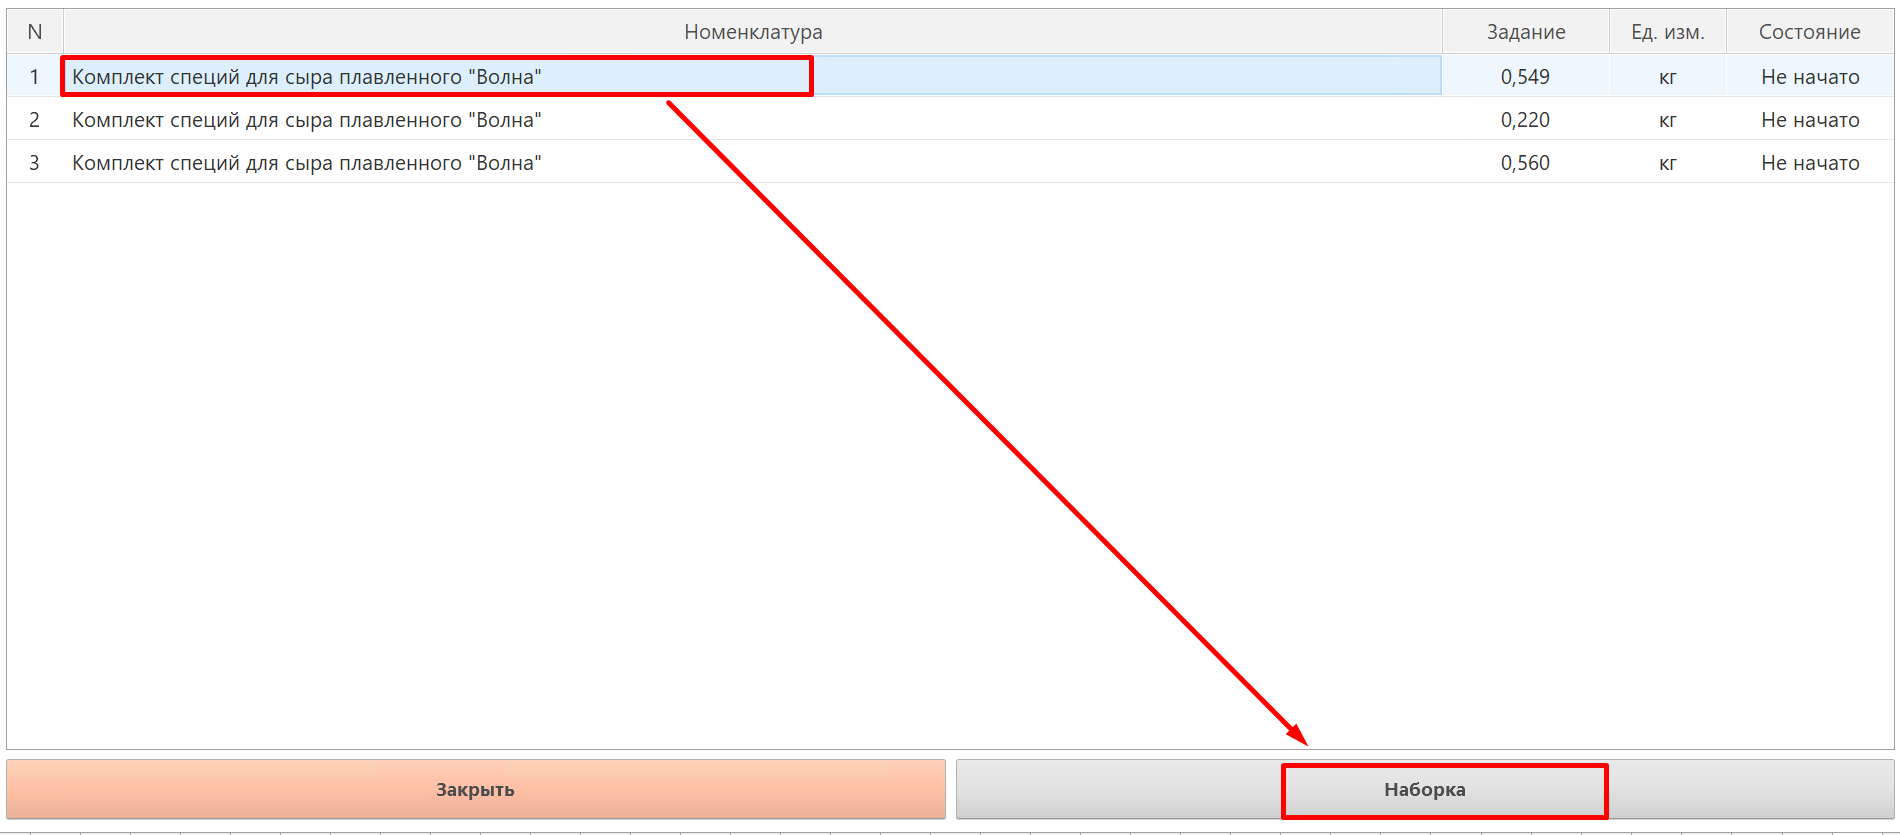 N Номенклатура Задание Ед. изм. Состояние
1 Комплект специй для сыра плавленного "Волна" 0,549 кг Не начато
2 Комплект специй для сыра плавленного "Волна" 0,220 кг Не начато
3 Комплект специй для сыра плавленного "Волна" 0,560 кг Не начато
Закрыть Наборка